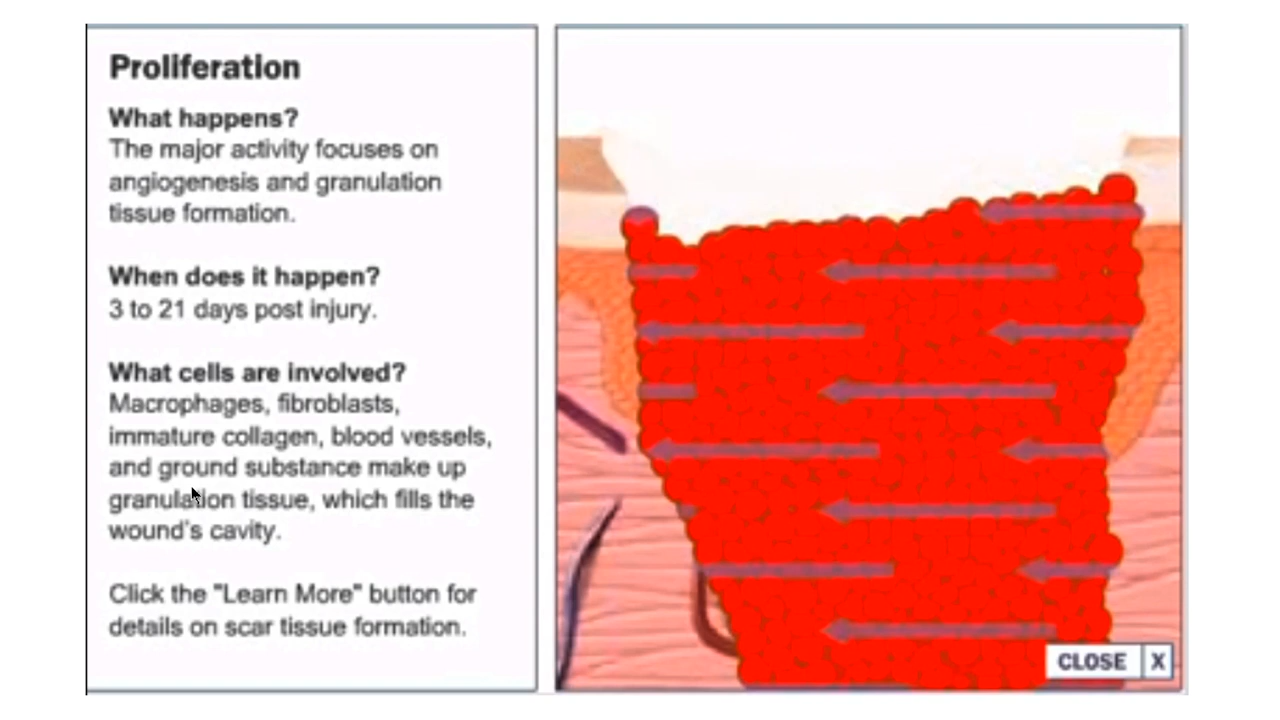 Proliferation
What happens?
The major activity focuses on
angiogenesis and granulation
tissue formation.
When does it happen?
3 to 21 days post injury.
What cells are involved?
Macrophages, fibroblasts,
immature collagen, blood vessels,
and ground substance make up
granulation tissue, which fills the
wound's cavity.
Click the "Learn More" button for
details on scar tissue formation.
CLOSE X